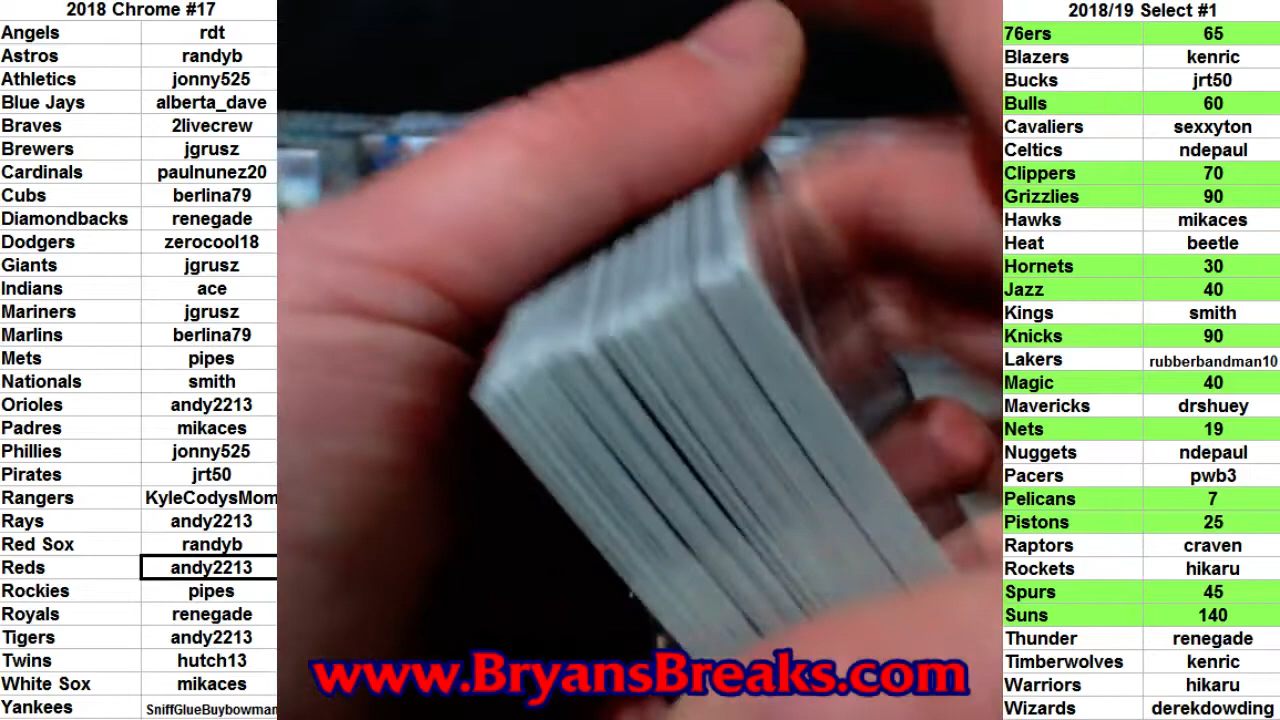 2018 Chrome #17
Angels rdt
Astros randyb
Athletics jonny525
Blue Jays alberta_dave
Braves 2livecrew
Brewers jgrusz
Cardinals paulnunez20
Cubs berlina79
Diamondbacks renegade
Dodgers zerocool18
Giants jgrusz
Indians ace
Mariners jgrusz
Marlins berlina79
Mets pipes
Nationals smith
Orioles andy2213
Padres mikaces
Phillies jonny525
Pirates jrt50
Rangers KyleCodysMom
Rays andy2213
Red Sox randyb
Reds andy2213
Rockies pipes
Royals renegade
Tigers andy2213
Twins hutch13
White Sox mikaces
Yankees SniffGlueBuybowman
www.BryansBreaks.com
2018/19 Select #1
76ers 65
Blazers kenric
Bucks jrt50
Bulls 60
Cavaliers sexxyton
Celtics ndepaul
Clippers 70
Grizzlies 90
Hawks mikaces
Heat beetle
Hornets 30
Jazz 40
Kings smith
Knicks 90
Lakers rubberbandman10
Magic 40
Mavericks drshuey
Nets 19
Nuggets ndepaul
Pacers pwb3
Pelicans 7
Pistons 25
Raptors craven
Rockets hikaru
Spurs 45
Suns 140
Thunder renegade
Timberwolves kenric
Warriors hikaru
Wizards derekdowding